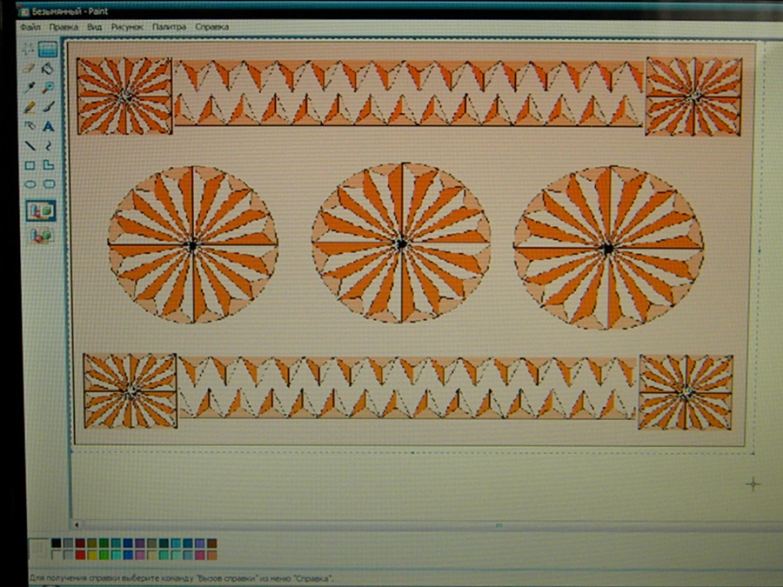 Безымянный - Paint
Файл Правка Вид Рисунок Палитра Справка
Для получения справки выберите команду "Вызов справки" из меню "Справка".